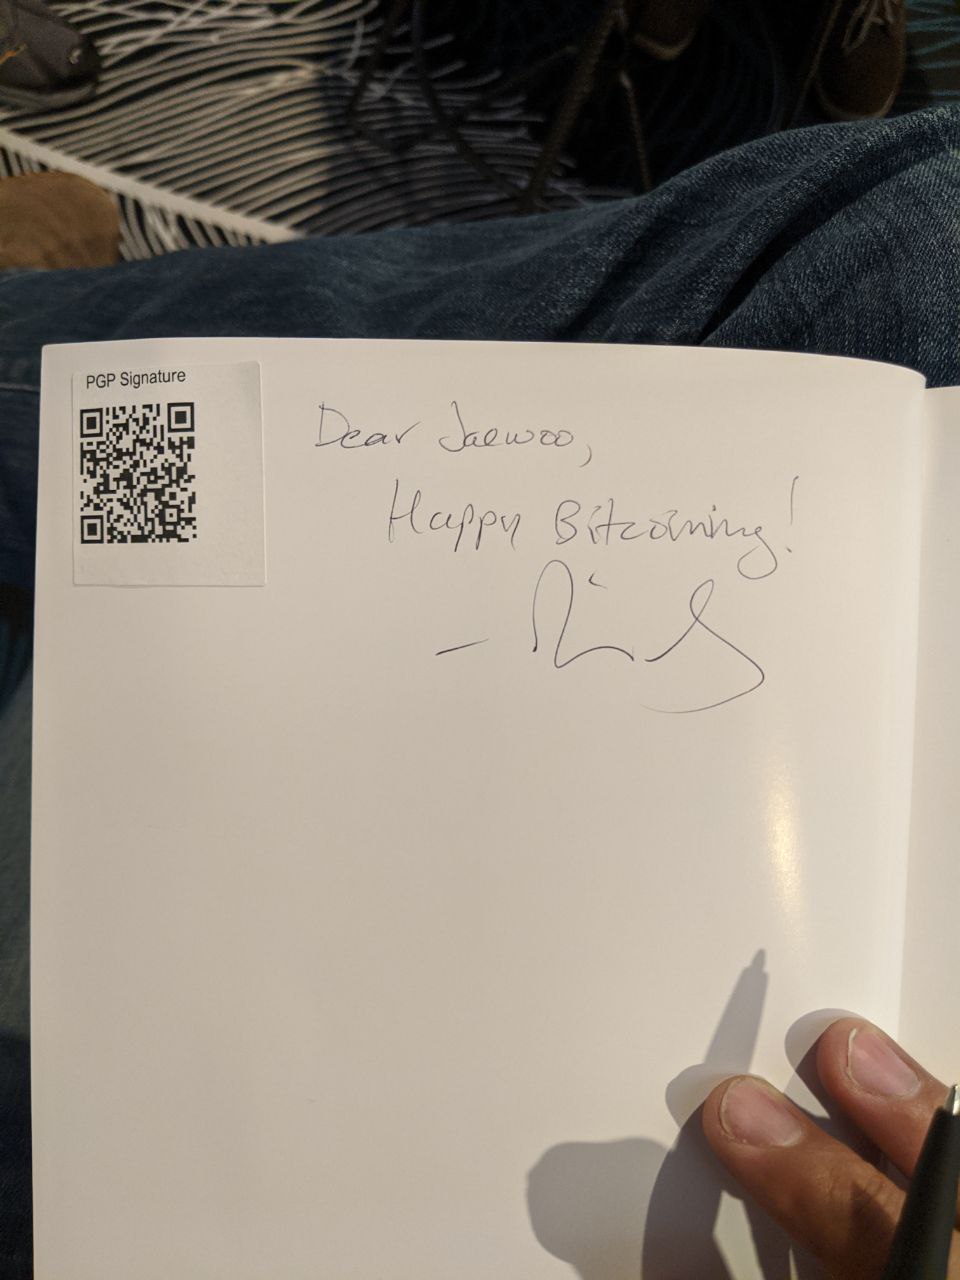 PGP Signature
Dear Jaewoo,
Happy Bitcoining!